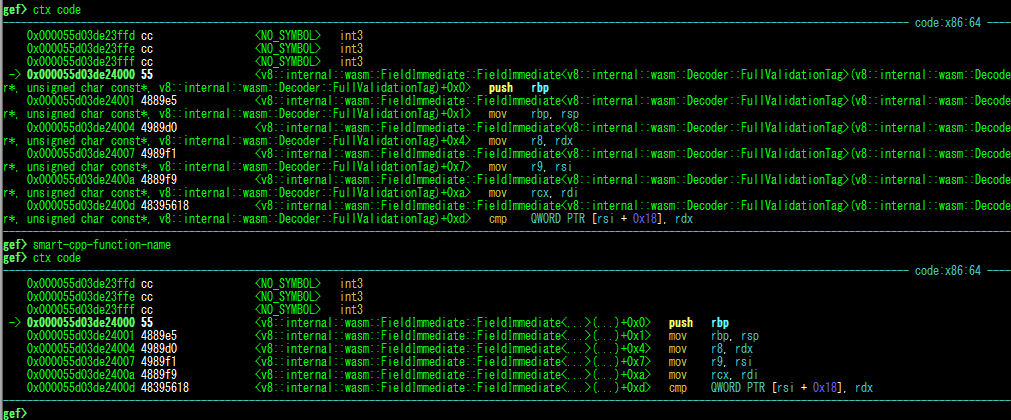 gef> ctx code
code:x86:64
0x000055d03de23ffd cc <NO_SYMBOL> int3
0x000055d03de23ffe cc <NO_SYMBOL> int3
0x000055d03de23fff cc <NO_SYMBOL> int3
-> 0x000055d03de24000 55 <v8::internal::wasm::FieldImmediate::FieldImmediate<v8::internal::wasm::Decoder::FullValidationTag>(v8::internal::wasm::Decode
r*, unsigned char const*, v8::internal::wasm::Decoder::FullValidationTag)+0x0> push rbp
0x000055d03de24001 4889e5 <v8::internal::wasm::FieldImmediate::FieldImmediate<v8::internal::wasm::Decoder::FullValidationTag>(v8::internal::wasm::Decode
r*, unsigned char const*, v8::internal::wasm::Decoder::FullValidationTag)+0x1> mov rbp, rsp
0x000055d03de24004 4989d0 <v8::internal::wasm::FieldImmediate::FieldImmediate<v8::internal::wasm::Decoder::FullValidationTag>(v8::internal::wasm::Decode
r*, unsigned char const*, v8::internal::wasm::Decoder::FullValidationTag)+0x4> mov r8, rdx
0x000055d03de24007 4989f1 <v8::internal::wasm::FieldImmediate::FieldImmediate<v8::internal::wasm::Decoder::FullValidationTag>(v8::internal::wasm::Decode
r*, unsigned char const*, v8::internal::wasm::Decoder::FullValidationTag)+0x7> mov r9, rsi
0x000055d03de2400a 4889f9 <v8::internal::wasm::FieldImmediate::FieldImmediate<v8::internal::wasm::Decoder::FullValidationTag>(v8::internal::wasm::Decode
r*, unsigned char const*, v8::internal::wasm::Decoder::FullValidationTag)+0xa> mov rcx, rdi
0x000055d03de2400d 48395618 <v8::internal::wasm::FieldImmediate::FieldImmediate<v8::internal::wasm::Decoder::FullValidationTag>(v8::internal::wasm::Decode
r*, unsigned char const*, v8::internal::wasm::Decoder::FullValidationTag)+0xd> cmp QWORD PTR [rsi + 0x18], rdx
gef> smart-cpp-function-name
gef> ctx code
code:x86:64
0x000055d03de23ffd cc <NO_SYMBOL> int3
0x000055d03de23ffe cc <NO_SYMBOL> int3
0x000055d03de23fff cc <NO_SYMBOL> int3
-> 0x000055d03de24000 55 <v8::internal::wasm::FieldImmediate::FieldImmediate<...>(...)+0x0> push rbp
0x000055d03de24001 4889e5 <v8::internal::wasm::FieldImmediate::FieldImmediate<...>(...)+0x1> mov rbp, rsp
0x000055d03de24004 4989d0 <v8::internal::wasm::FieldImmediate::FieldImmediate<...>(...)+0x4> mov r8, rdx
0x000055d03de24007 4989f1 <v8::internal::wasm::FieldImmediate::FieldImmediate<...>(...)+0x7> mov r9, rsi
0x000055d03de2400a 4889f9 <v8::internal::wasm::FieldImmediate::FieldImmediate<...>(...)+0xa> mov rcx, rdi
0x000055d03de2400d 48395618 <v8::internal::wasm::FieldImmediate::FieldImmediate<...>(...)+0xd> cmp QWORD PTR [rsi + 0x18], rdx
gef>